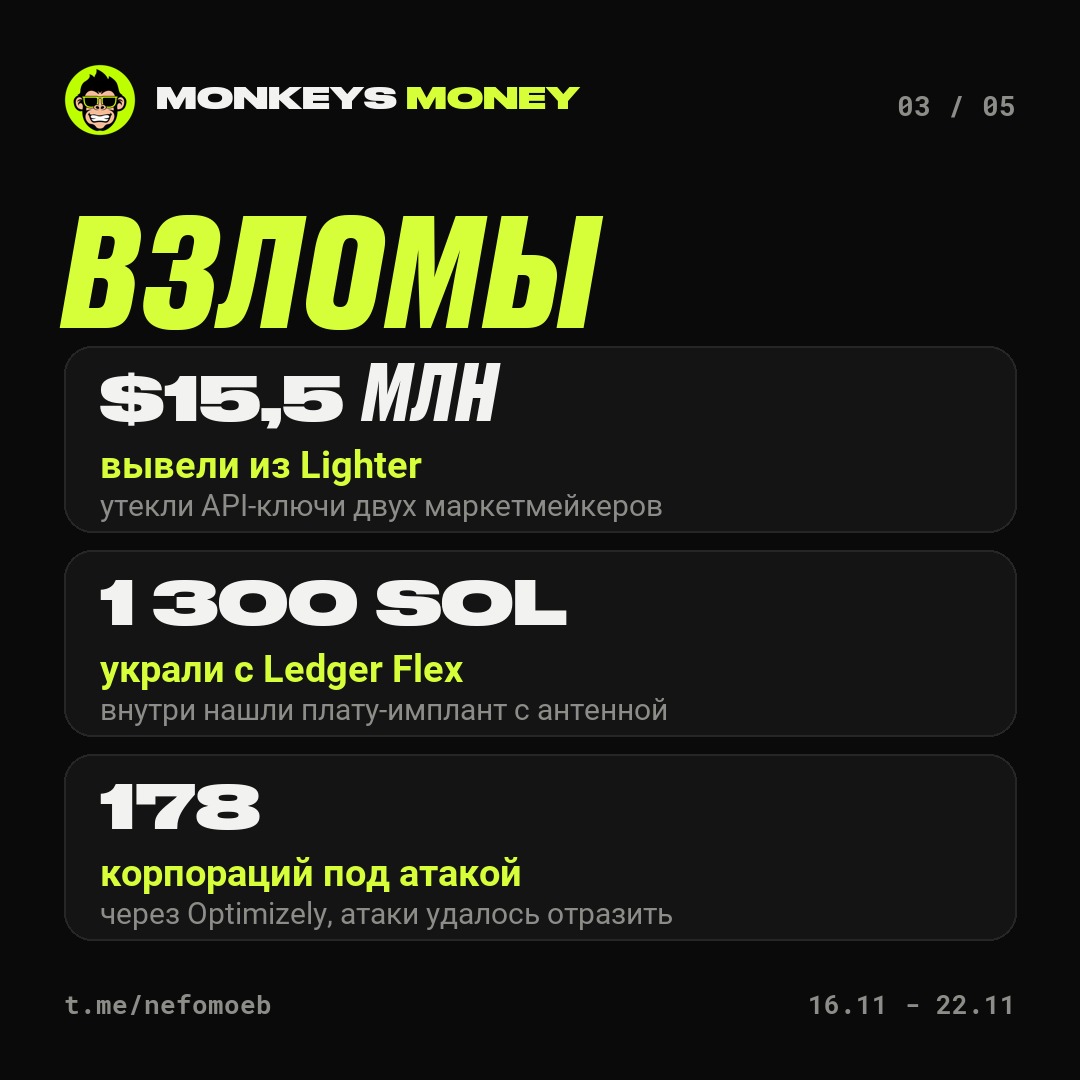 MONKEYS MONEY
03 / 05
ВЗЛОМЫ
$15,5 МЛН
вывели из Lighter
утекли API-ключи двух маркетмейкеров
1 300 SOL
украли с Ledger Flex
внутри нашли плату-имплант с антенной
178
корпораций под атакой
через Optimizely, атаки удалось отразить
t.me/nefomoeb
16.11 - 22.11